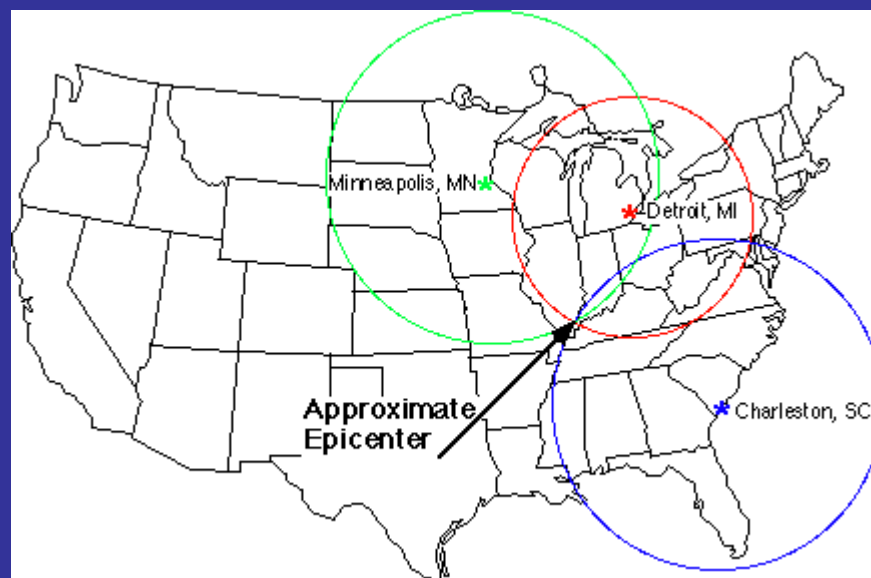 Minneapolis, MN
Detroit, MI
Approximate
Epicenter
Charleston, SC